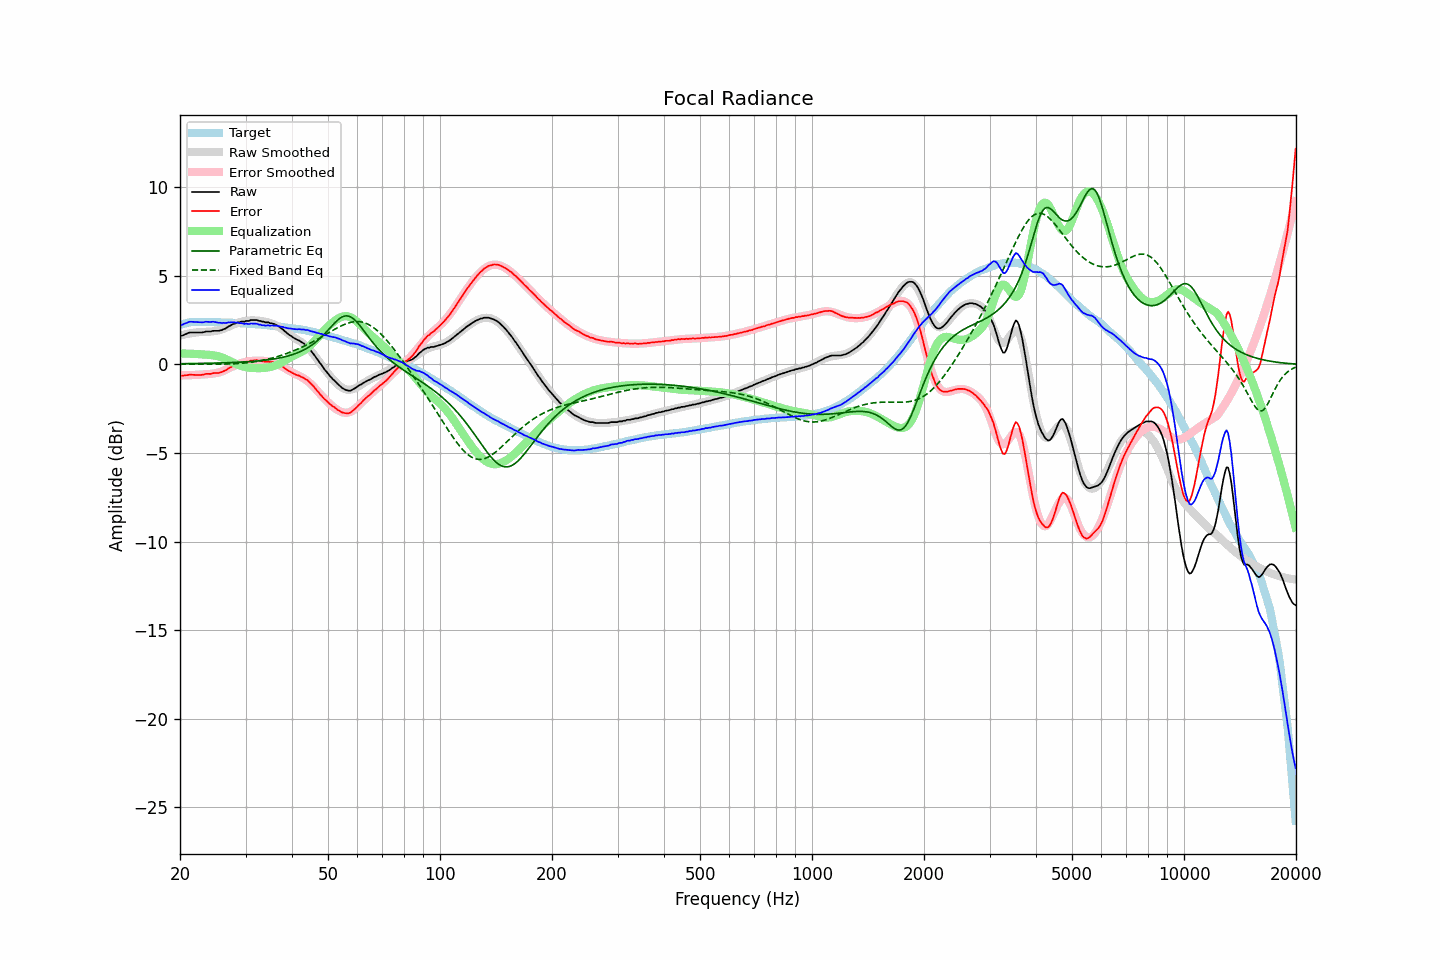 Focal Radiance
Target
Raw Smoothed
Error Smoothed
Raw
Error
Equalization
Parametric Eq
Fixed Band Eq
Equalized
10
5
0
−5
−10
−15
−20
−25
Amplitude (dBr)
20 50 100 200 500 1000 2000 5000 10000 20000
Frequency (Hz)